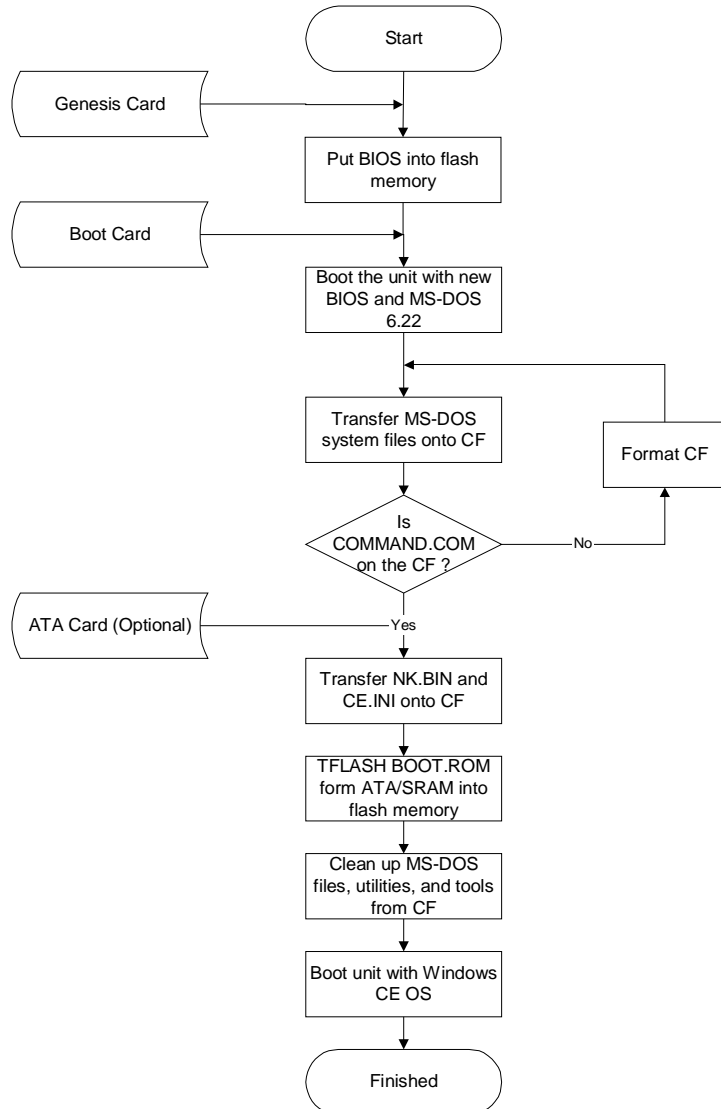 Start
Genesis Card
Put BIOS into flash
memory
Boot Card
Boot the unit with new
BIOS and MS-DOS
6.22
Transfer MS-DOS
system files onto CF
Format CF
Is
COMMAND.COM
on the CF ?
No
ATA Card (Optional)
Yes
Transfer NK.BIN and
CE.INI onto CF
TFLASH BOOT.ROM
form ATA/SRAM into
flash memory
Clean up MS-DOS
files, utilities, and tools
from CF
Boot unit with Windows
CE OS
Finished